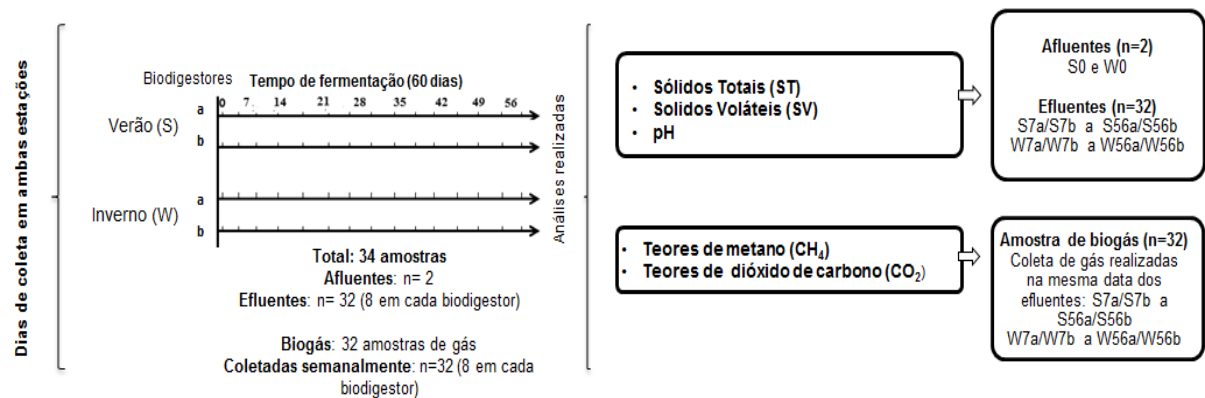 Dias de coleta em ambas estações
Biodigestores
Tempo de fermentação (60 dias)
a
0 7. 14 21 28 35 42 49 56
Verão (S)
b
a
Inverno (W)
b
Total: 34 amostras
Afluentes: n= 2
Efluentes: n= 32 (8 em cada biodigestor)
Biogás: 32 amostras de gás
Coletadas semanalmente: n=32 (8 em cada
biodigestor)
Análises realizadas
• Sólidos Totais (ST)
• Solidos Voláteis (SV)
• pH
Afluentes (n=2)
S0 e W0
Efluentes (n=32)
S7a/S7b a S56a/S56b
W7a/W7b a W56a/W56b
• Teores de metano (CH₄)
• Teores de dióxido de carbono (CO₂)
Amostra de biogás (n=32)
Coleta de gás realizadas
na mesma data dos
efluentes: S7a/S7b a
S56a/S56b
W7a/W7b a W56a/W56b